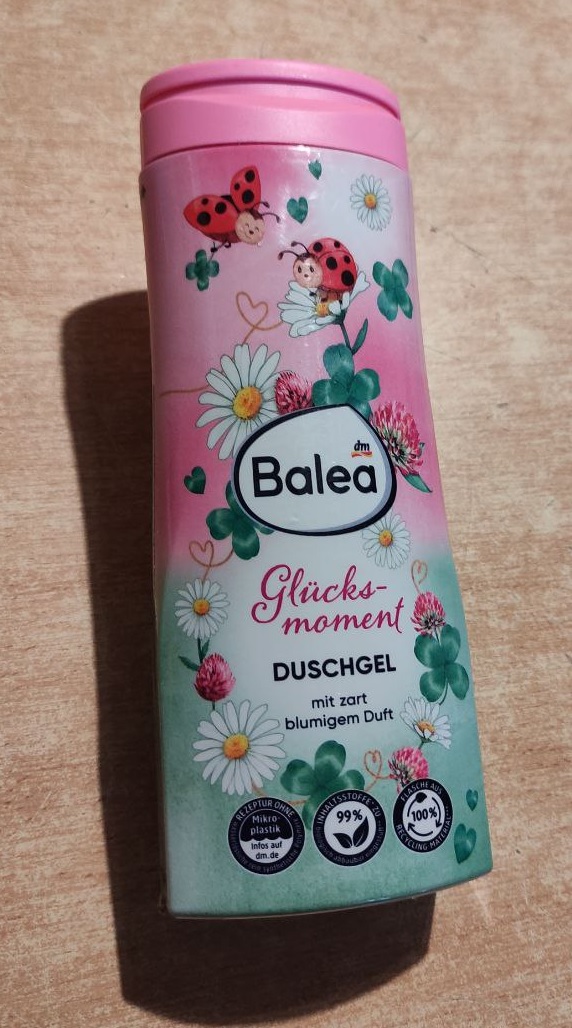 dm
Balea
Glücks-
moment
DUSCHGEL
mit zart
blumigem Duft
REZEPTUR OHNE
Mikro-
plastik
Infos auf
dm.de
INHALTSSTOFFE* ZU
99%
FLASCHE AUS
100%
RECYCLING MATERIAL